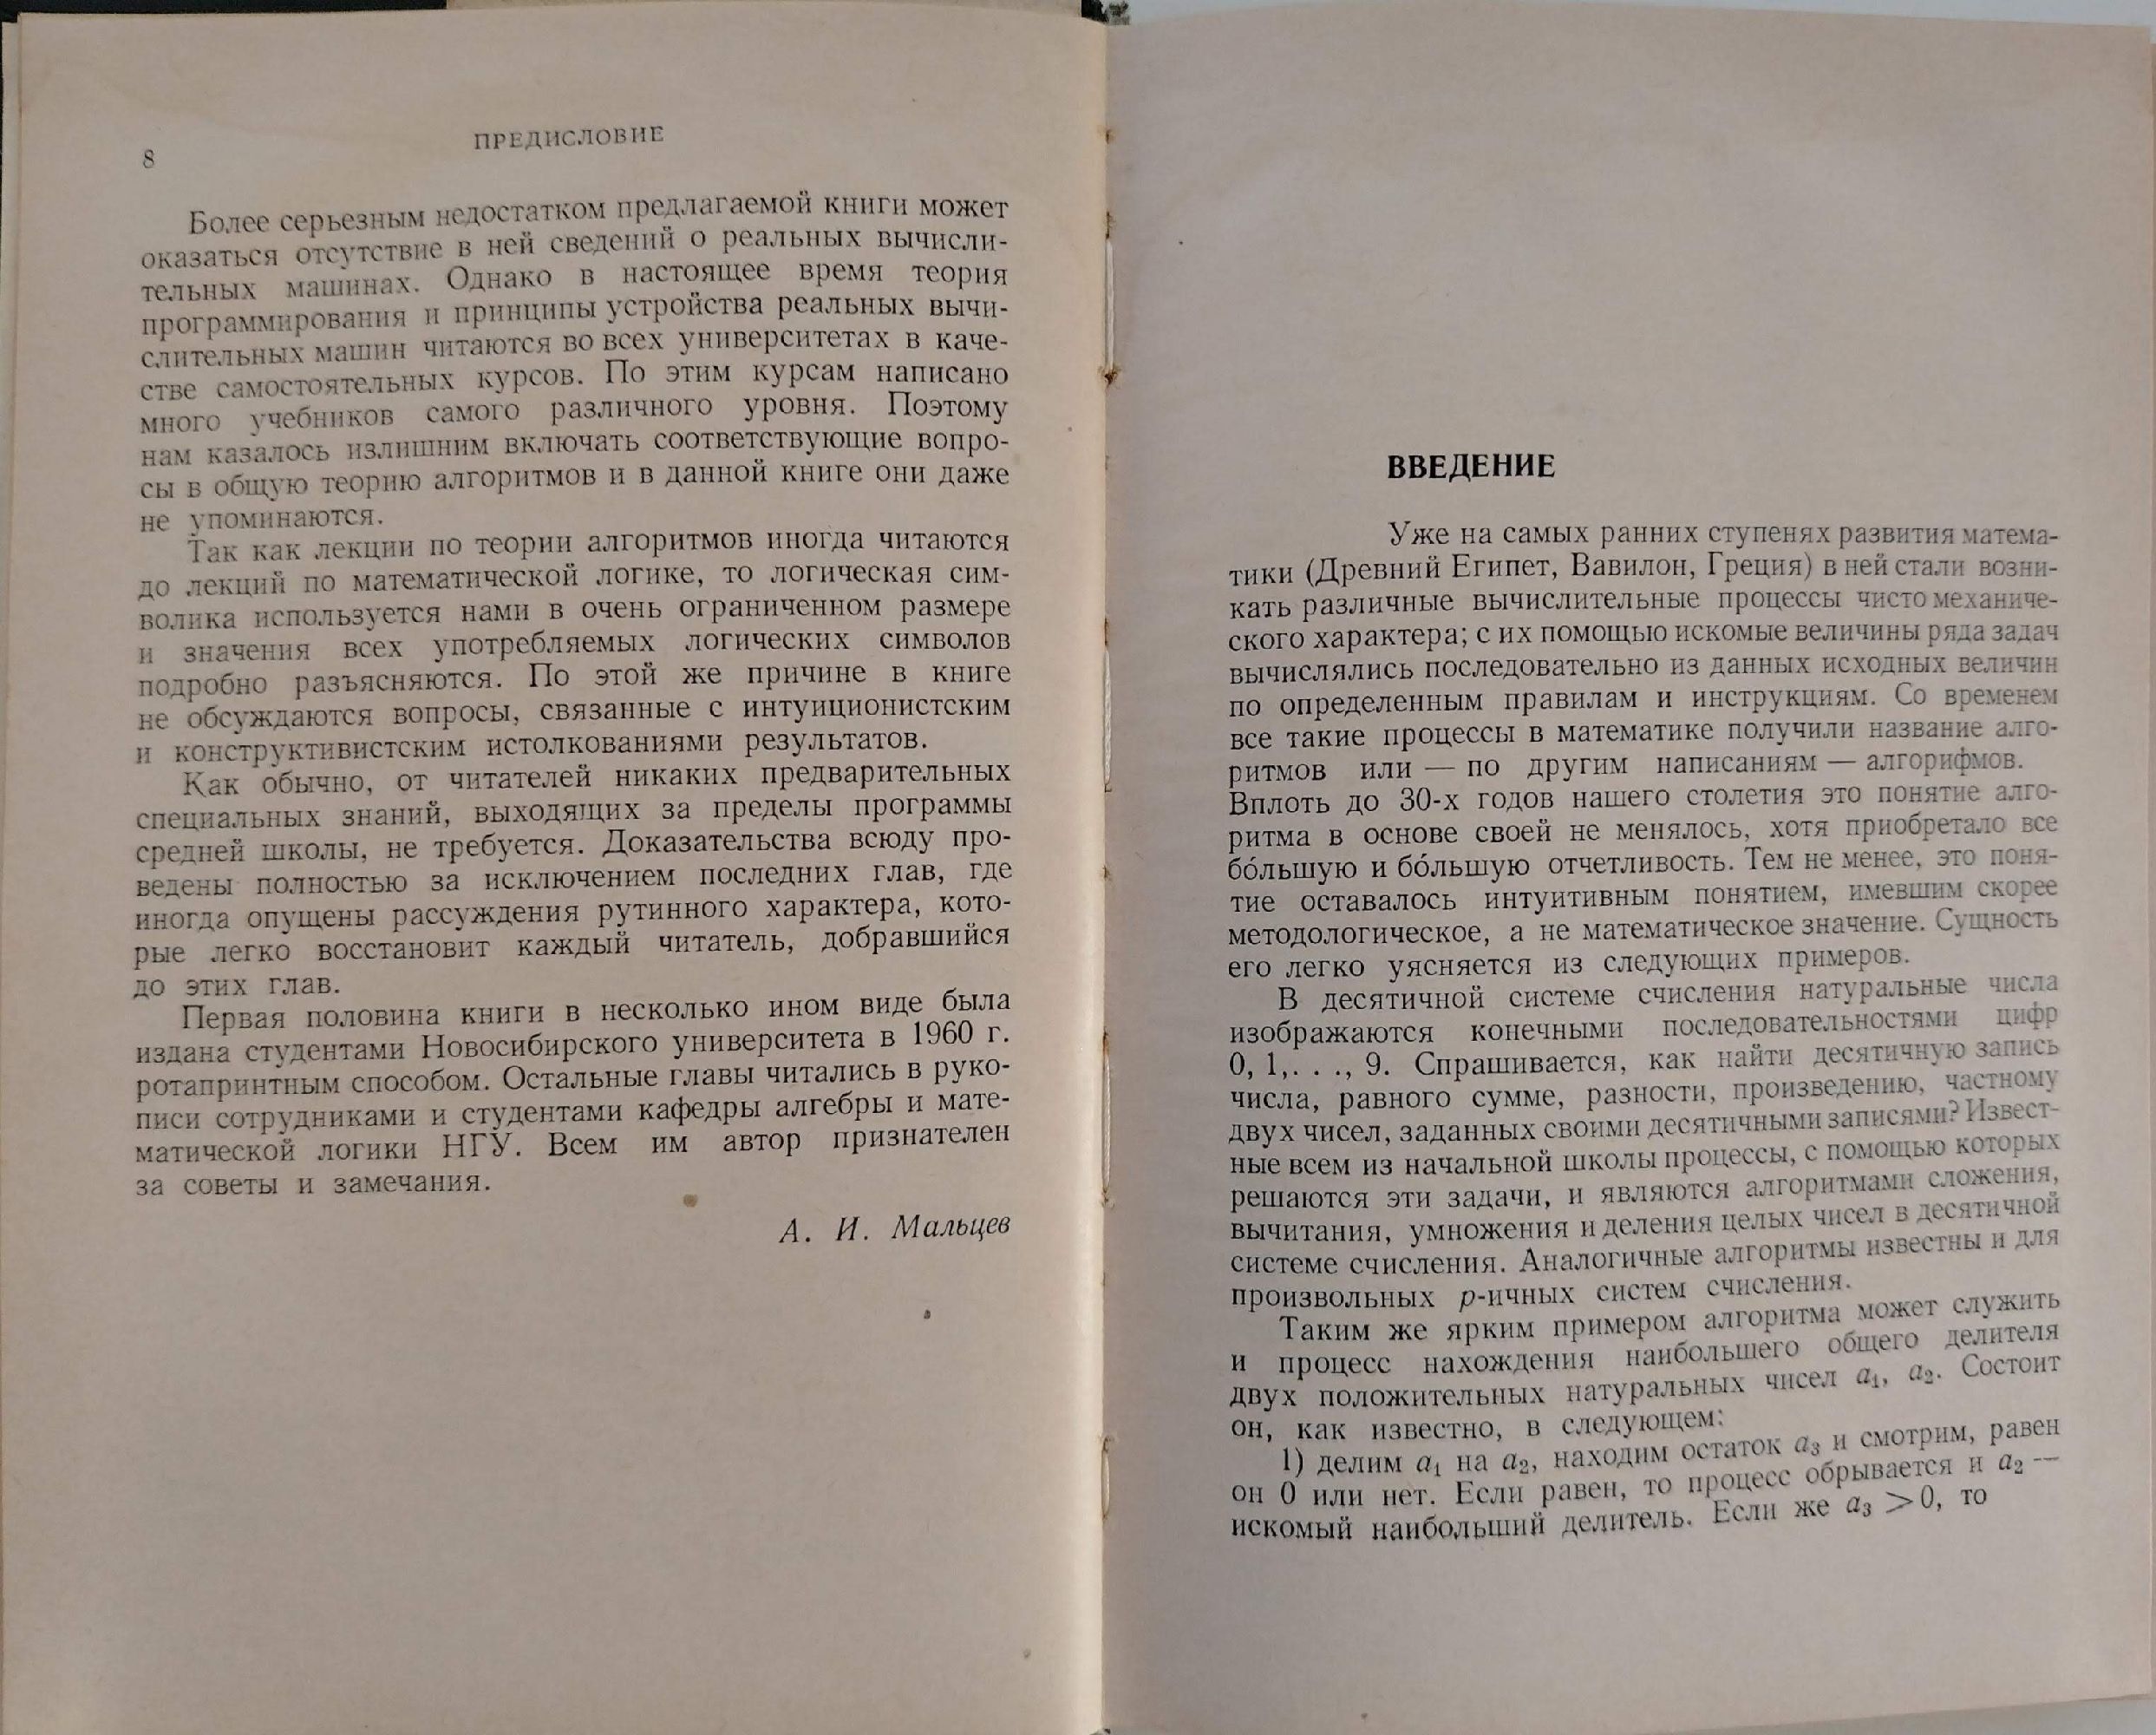 8
ПРЕДИСЛОВИЕ
Более серьезным недостатком предлагаемой книги может
оказаться отсутствие в ней сведений о реальных вычисли-
тельных машинах. Однако в настоящее время теория
программирования и принципы устройства реальных вычи-
слительных машин читаются во всех университетах в каче-
стве самостоятельных курсов. По этим курсам написано
много учебников самого различного уровня. Поэтому
нам казалось излишним включать соответствующие вопро-
сы в общую теорию алгоритмов и в данной книге они даже
не упоминаются.
Так как лекции по теории алгоритмов иногда читаются
до лекций по математической логике, то логическая сим-
волика используется нами в очень ограниченном размере
и значения всех употребляемых логических символов
подробно разъясняются. По этой же причине в книге
не обсуждаются вопросы, связанные с интуиционистским
и конструктивистским истолкованиями результатов.
Как обычно, от читателей никаких предварительных
специальных знаний, выходящих за пределы программы
средней школы, не требуется. Доказательства всюду про-
ведены полностью за исключением последних глав, где
иногда опущены рассуждения рутинного характера, кото-
рые легко восстановит каждый читатель, добравшийся
до этих глав.
Первая половина книги в несколько ином виде была
издана студентами Новосибирского университета в 1960 г.
ротапринтным способом. Остальные главы читались в руко-
писи сотрудниками и студентами кафедры алгебры и мате-
матической логики НГУ. Всем им автор признателен
за советы и замечания.
А. И. Мальцев
ВВЕДЕНИЕ
Уже на самых ранних ступенях развития матема-
тики (Древний Египет, Вавилон, Греция) в ней стали возни-
кать различные вычислительные процессы чисто механиче-
ского характера; с их помощью искомые величины ряда задач
вычислялись последовательно из данных исходных величин
по определенным правилам и инструкциям. Со временем
все такие процессы в математике получили название алго-
ритмов или — по другим написаниям — алгорифмов.
Вплоть до 30-х годов нашего столетия это понятие алго-
ритма в основе своей не менялось, хотя приобретало все
бо́льшую и бо́льшую отчетливость. Тем не менее, это поня-
тие оставалось интуитивным понятием, имевшим скорее
методологическое, а не математическое значение. Сущность
его легко уясняется из следующих примеров.
В десятичной системе счисления натуральные числа
изображаются конечными последовательностями цифр
0, 1,. . ., 9. Спрашивается, как найти десятичную запись
числа, равного сумме, разности, произведению, частному
двух чисел, заданных своими десятичными записями? Извест-
ные всем из начальной школы процессы, с помощью которых
решаются эти задачи, и являются алгоритмами сложения,
вычитания, умножения и деления целых чисел в десятичной
системе счисления. Аналогичные алгоритмы известны и для
произвольных p-ичных систем счисления.
Таким же ярким примером алгоритма может служить
и процесс нахождения наибольшего общего делителя
двух положительных натуральных чисел a₁, a₂. Состоит
он, как известно, в следующем:
1) делим a₁ на a₂, находим остаток a₃ и смотрим, равен
он 0 или нет. Если равен, то процесс обрывается и a₂ —
искомый наибольший делитель. Если же a₃ > 0, то